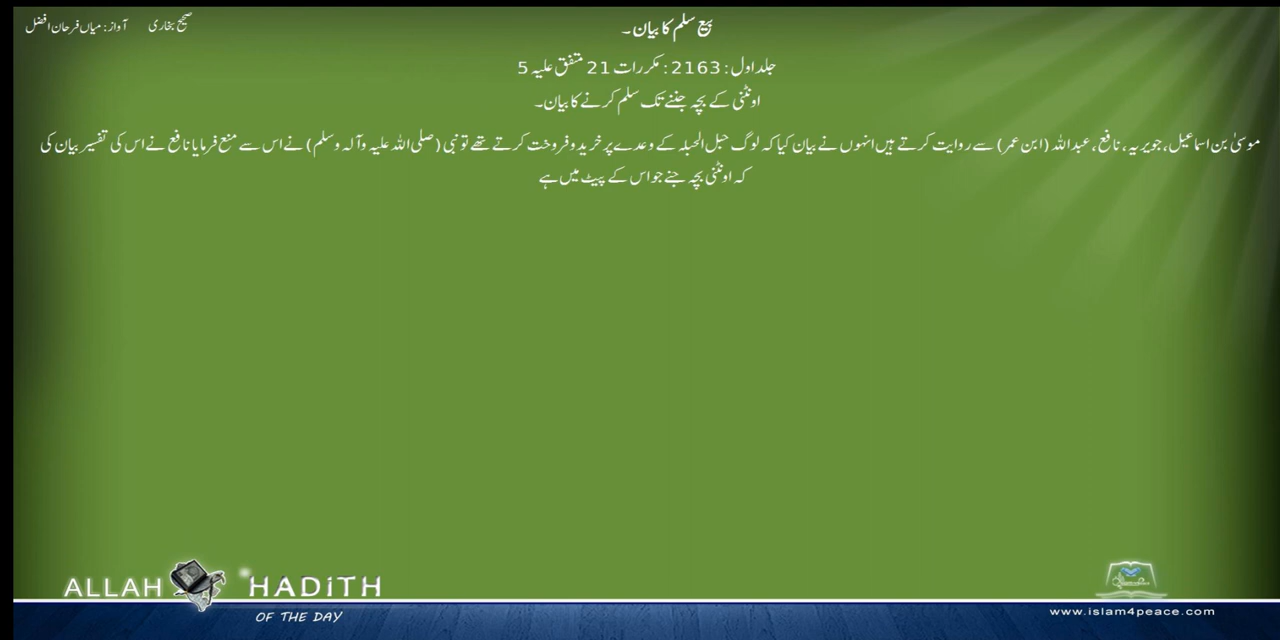 صحیح بخاری آواز: میاں فرحان افضل
بیع سلم کا بیان۔
جلد اول : 2163 : مکررات 21 متفق علیہ 5
اونٹنی کے بچہ جننے تک سلم کرنے کا بیان۔
موسیٰ بن اسماعیل، جویریہ، نافع، عبداللہ (ابن عمر) سے روایت کرتے ہیں انہوں نے بیان کیا کہ لوگ حبل الحبلہ کے وعدے پر خرید و فروخت کرتے تھے تو نبی (صلی اللہ علیہ وآلہ وسلم) نے اس سے منع فرمایا نافع نے اس کی تفسیر بیان کی
کہ اونٹنی بچہ جنے جو اس کے پیٹ میں ہے
ALLAH HADITH
OF THE DAY
www.islam4peace.com